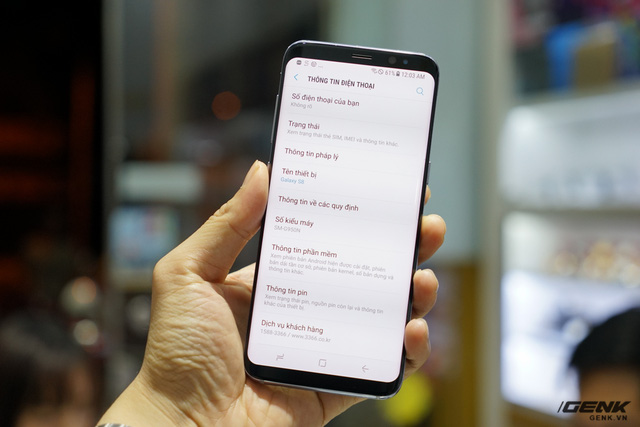 61% 12:03 AM
THÔNG TIN ĐIỆN THOẠI
Số điện thoại của bạn
Không rõ
Trạng thái
Xem trạng thái thẻ SIM, IMEI và thông tin khác.
Thông tin pháp lý
Tên thiết bị
Galaxy S8
Thông tin về các quy định
Số kiểu máy
SM-G950N
Thông tin phần mềm
Xem phiên bản Android hiện được cài đặt, phiên
bản dải tần cơ sở, phiên bản kernel, số bản dựng và
thông tin khác.
Thông tin pin
Xem trạng thái pin, nguồn pin còn lại và thông tin
khác của thiết bị.
Dịch vụ khách hàng
1588-3366 / www.3366.co.kr
/GENK
GENK.VN